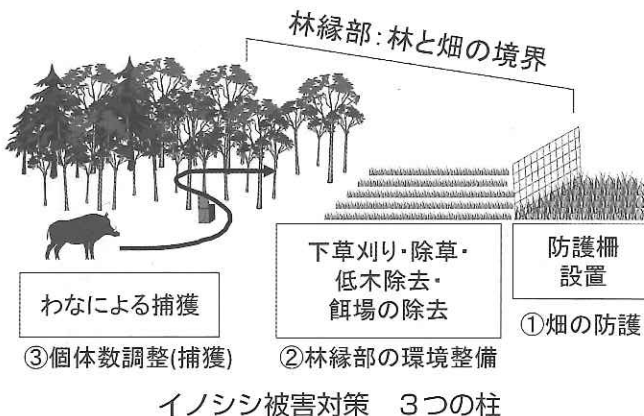 林縁部：林と畑の境界
わなによる捕獲
③個体数調整(捕獲)
下草刈り・除草・
低木除去・
餌場の除去
②林縁部の環境整備
防護柵
設置
①畑の防護
イノシシ被害対策　３つの柱